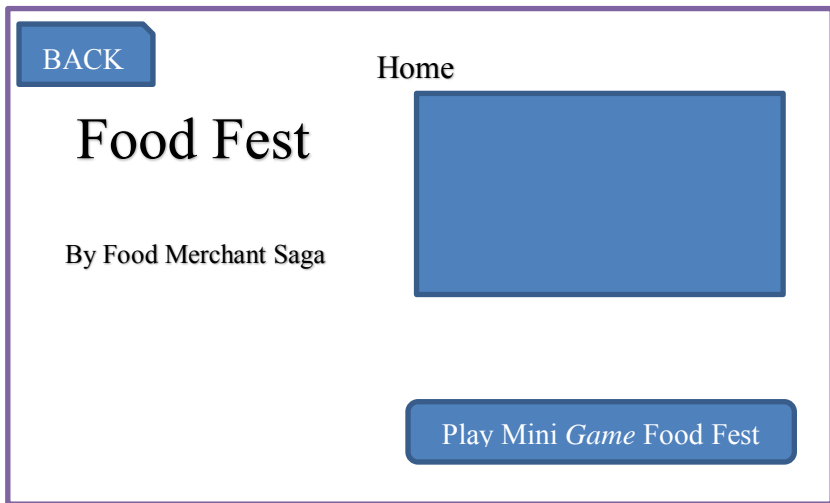 BACK
Home
Food Fest
By Food Merchant Saga
Play Mini Game Food Fest